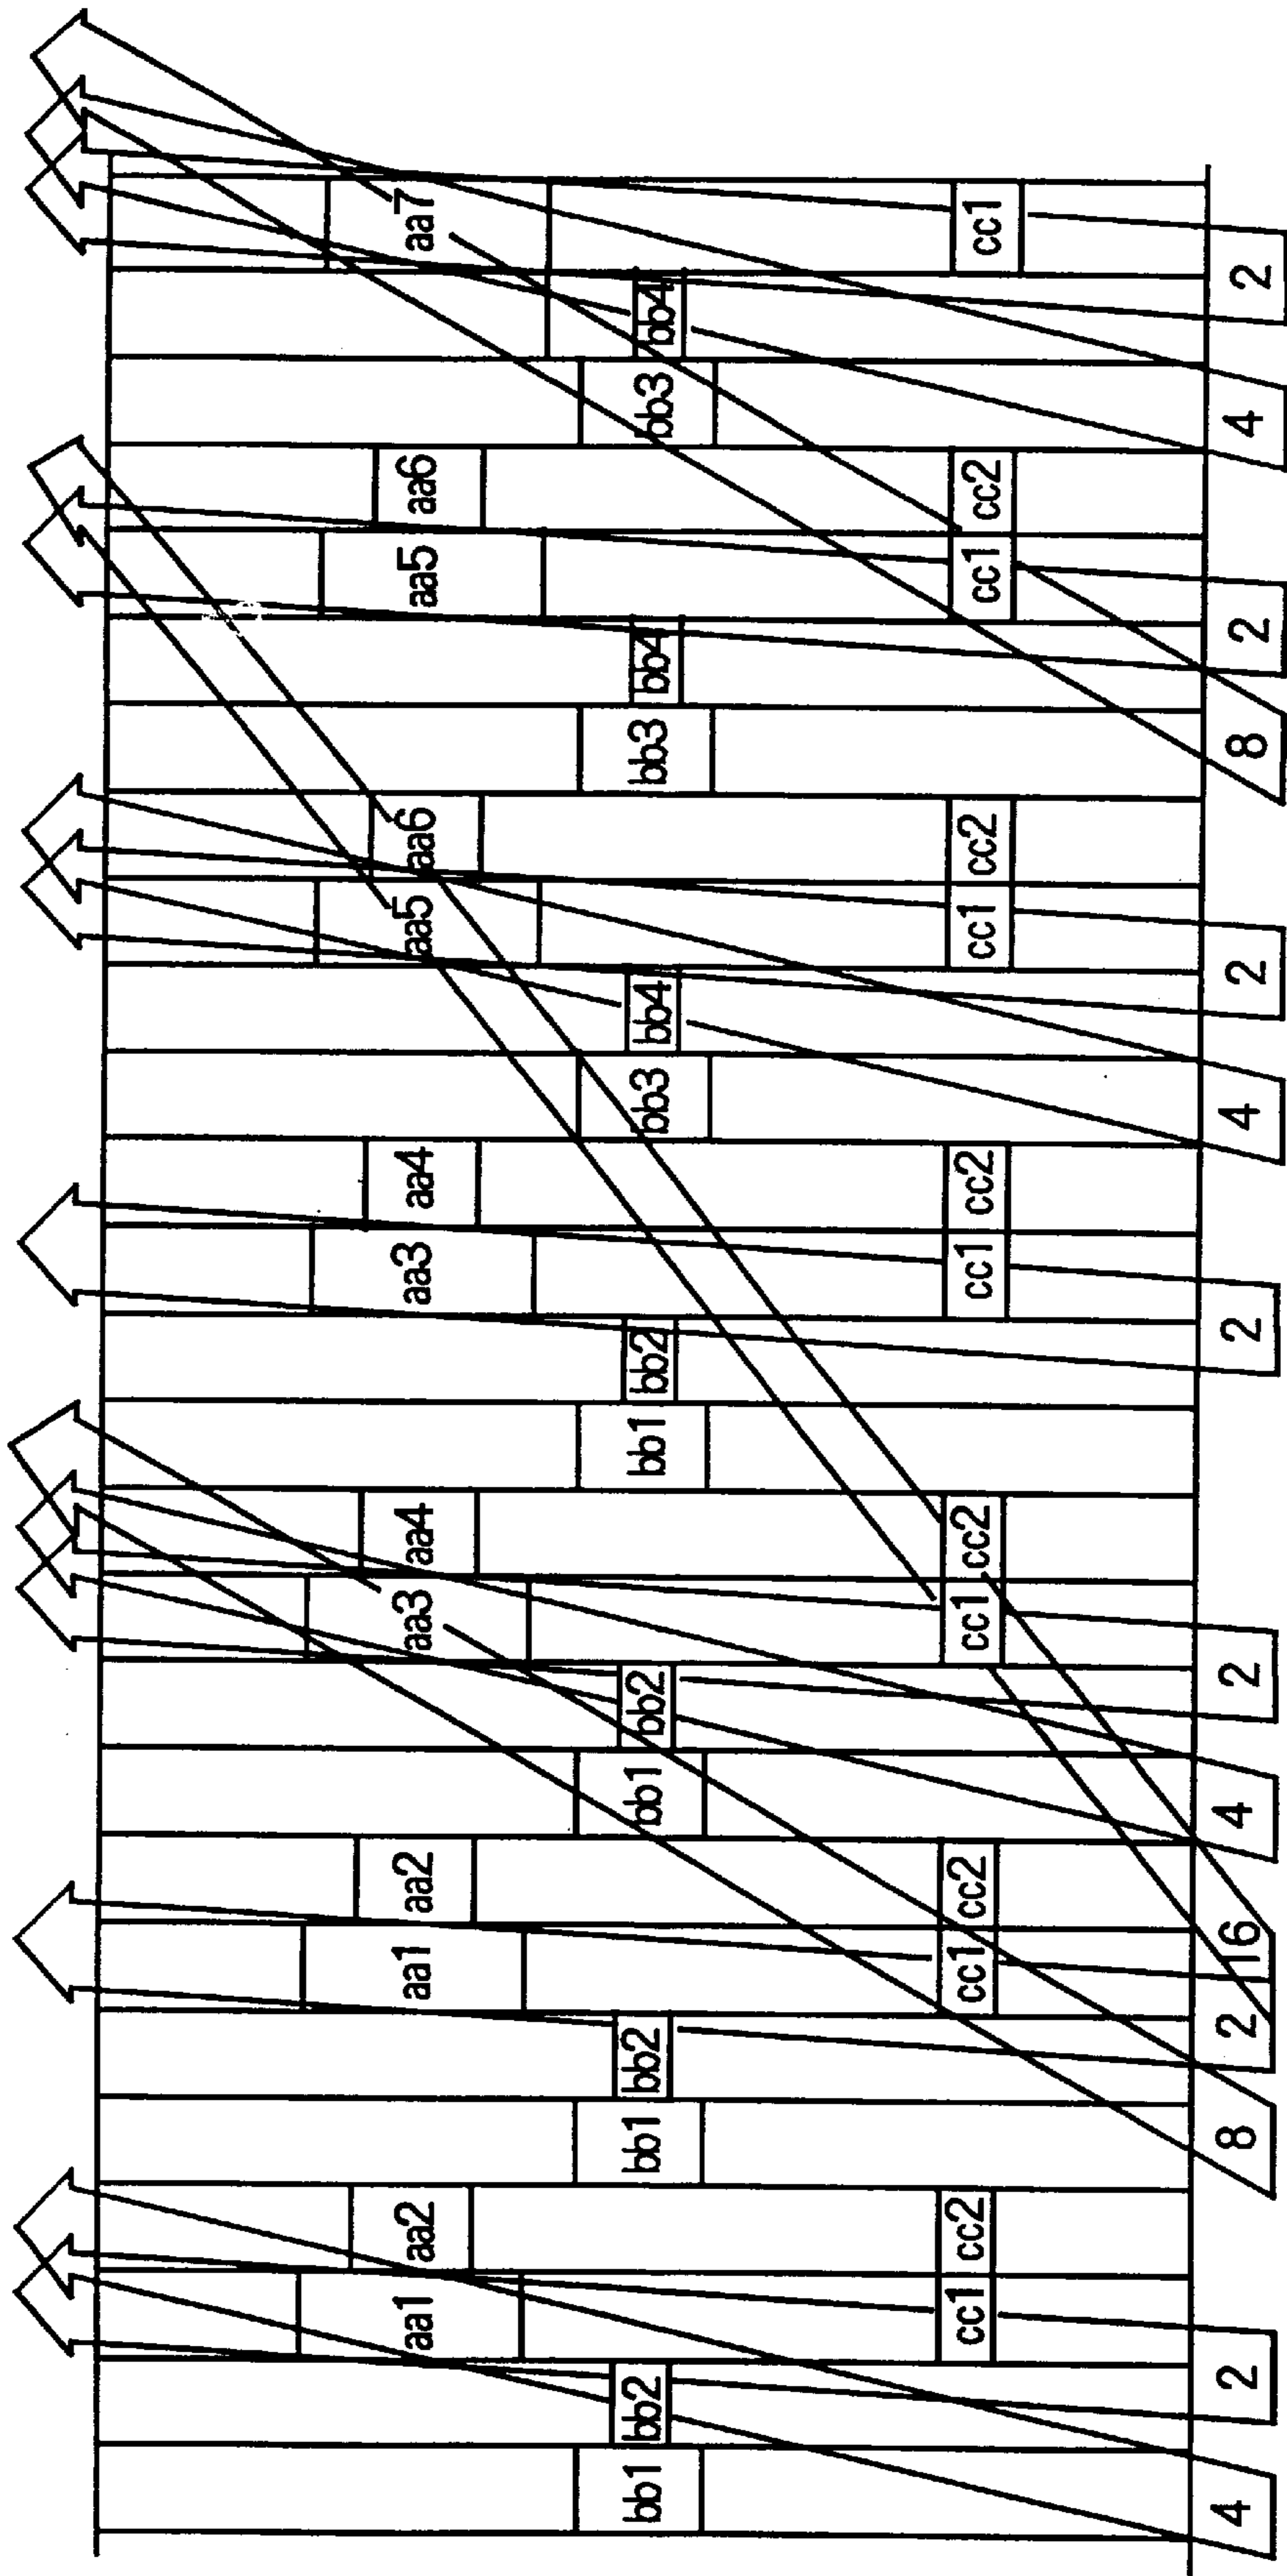 aa1 aa2 aa1 aa2 aa3 aa4 aa3 aa4 aa5 aa6 aa5 aa6 aa7
bb1 bb2 bb1 bb2 bb1 bb2 bb1 bb2 bb3 bb4 bb3 bb4 bb3 bb4
cc1 cc2 cc1 cc2 cc1 cc2 cc1 cc2 cc1 cc2 cc1 cc2 cc1
4 2 8 2 16 4 2 2 4 2 8 2 4 2